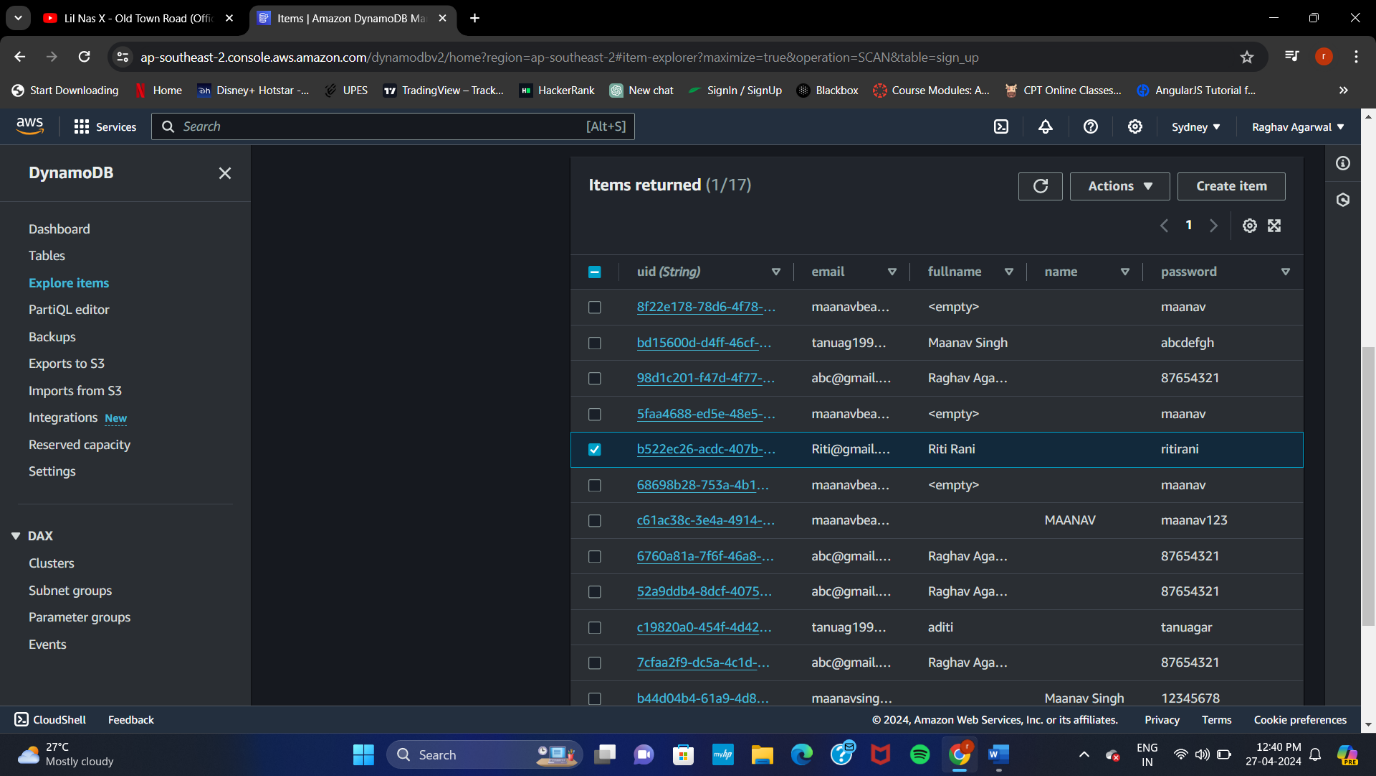 Lil Nas X - Old Town Road (Offi
Items | Amazon DynamoDB Ma
ap-southeast-2.console.aws.amazon.com/dynamodbv2/home?region=ap-southeast-2#item-explorer?maximize=true&operation=SCAN&table=sign_up
r
Start Downloading Home Disney+ Hotstar -... UPES TradingView – Track... HackerRank New chat SignIn / SignUp Blackbox Course Modules: A... CPT Online Classes... AngularJS Tutorial f...
aws Services Search [Alt+S] Sydney Raghav Agarwal
DynamoDB
Dashboard
Tables
Explore items
PartiQL editor
Backups
Exports to S3
Imports from S3
Integrations New
Reserved capacity
Settings
DAX
Clusters
Subnet groups
Parameter groups
Events
Items returned (1/17)
Actions Create item
1
uid (String) email fullname name password
8f22e178-78d6-4f78-... maanavbea... <empty> maanav
bd15600d-d4ff-46cf-... tanuag199... Maanav Singh abcdefgh
98d1c201-f47d-4f77-... abc@gmail.... Raghav Aga... 87654321
5faa4688-ed5e-48e5-... maanavbea... <empty> maanav
b522ec26-acdc-407b-... Riti@gmail.... Riti Rani ritirani
68698b28-753a-4b1... maanavbea... <empty> maanav
c61ac38c-3e4a-4914-... maanavbea... MAANAV maanav123
6760a81a-7f6f-46a8-... abc@gmail.... Raghav Aga... 87654321
52a9ddb4-8dcf-4075... abc@gmail.... Raghav Aga... 87654321
c19820a0-454f-4d42... tanuag199... aditi tanuagar
7cfaa2f9-dc5a-4c1d-... abc@gmail.... Raghav Aga... 87654321
b44d04b4-61a9-4d8... maanavsing... Maanav Singh 12345678
CloudShell Feedback © 2024, Amazon Web Services, Inc. or its affiliates. Privacy Terms Cookie preferences
27°C
Mostly cloudy
Search
ENG
IN
12:40 PM
27-04-2024